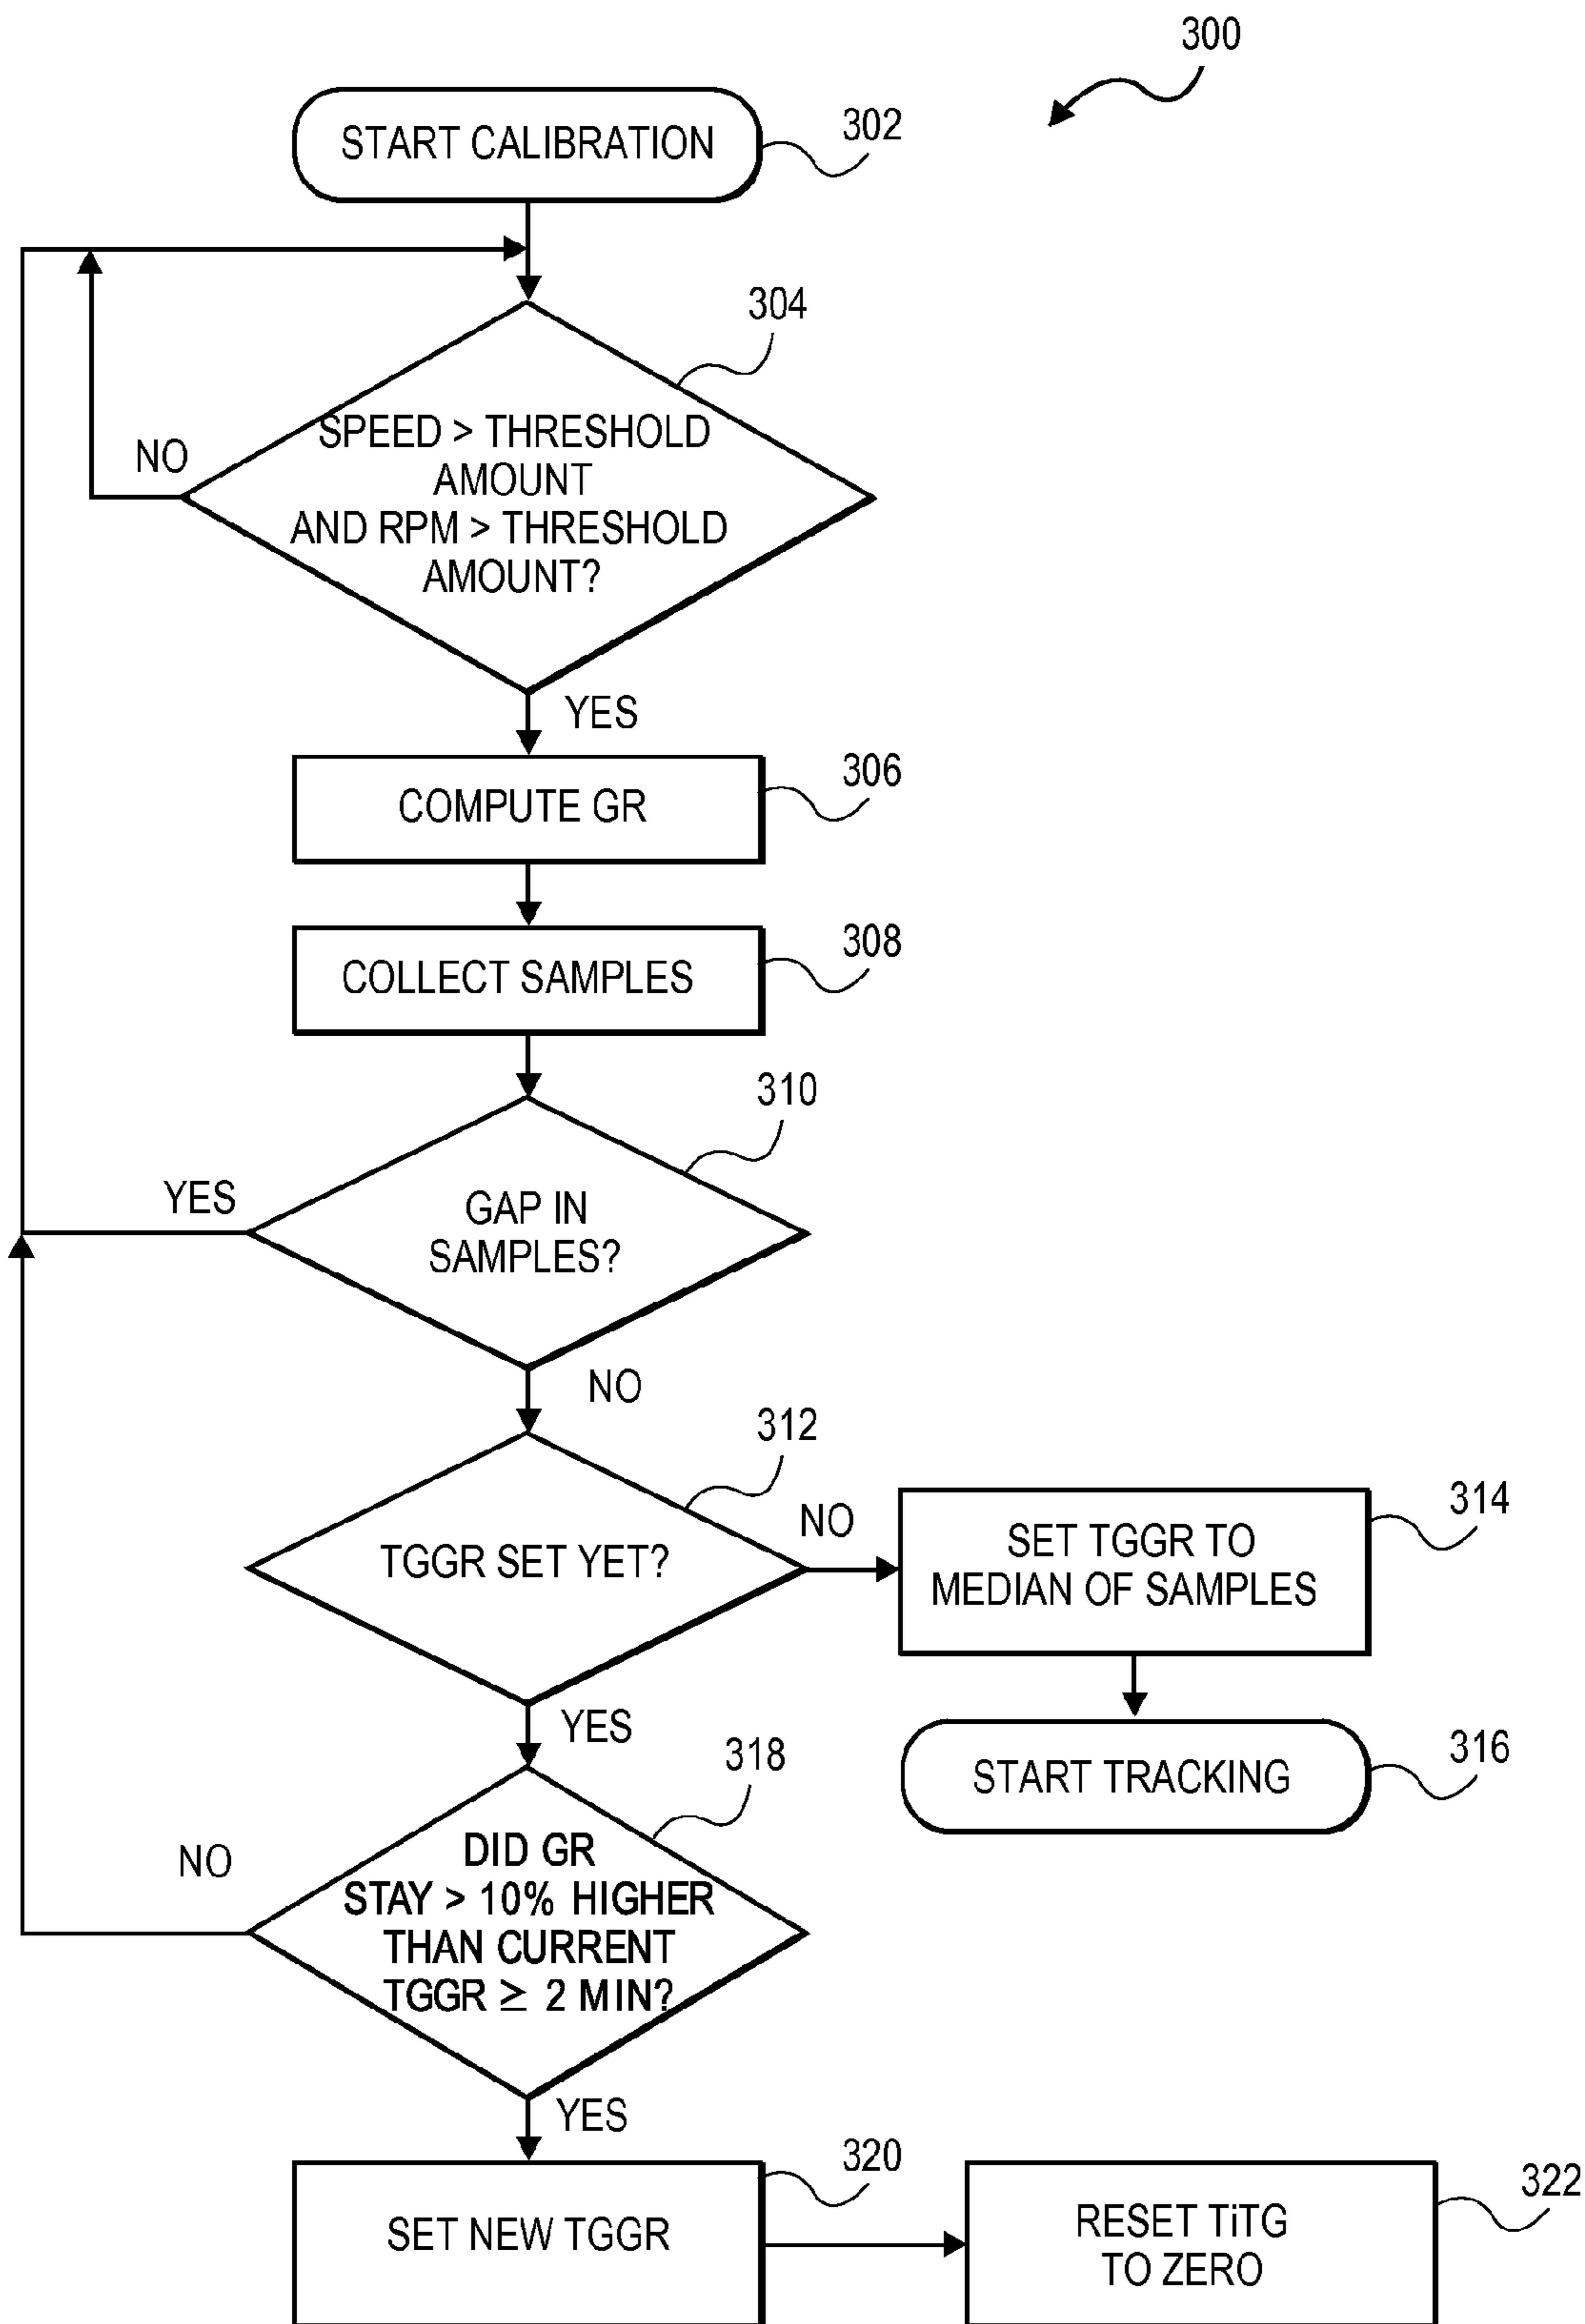 300
START CALIBRATION
302
304
SPEED > THRESHOLD
AMOUNT
AND RPM > THRESHOLD
AMOUNT?
NO
YES
306
COMPUTE GR
308
COLLECT SAMPLES
310
GAP IN
SAMPLES?
YES
NO
312
TGGR SET YET?
NO
314
SET TGGR TO
MEDIAN OF SAMPLES
YES
316
START TRACKING
318
DID GR
STAY > 10% HIGHER
THAN CURRENT
TGGR ≥ 2 MIN?
NO
YES
320
SET NEW TGGR
322
RESET TiTG
TO ZERO